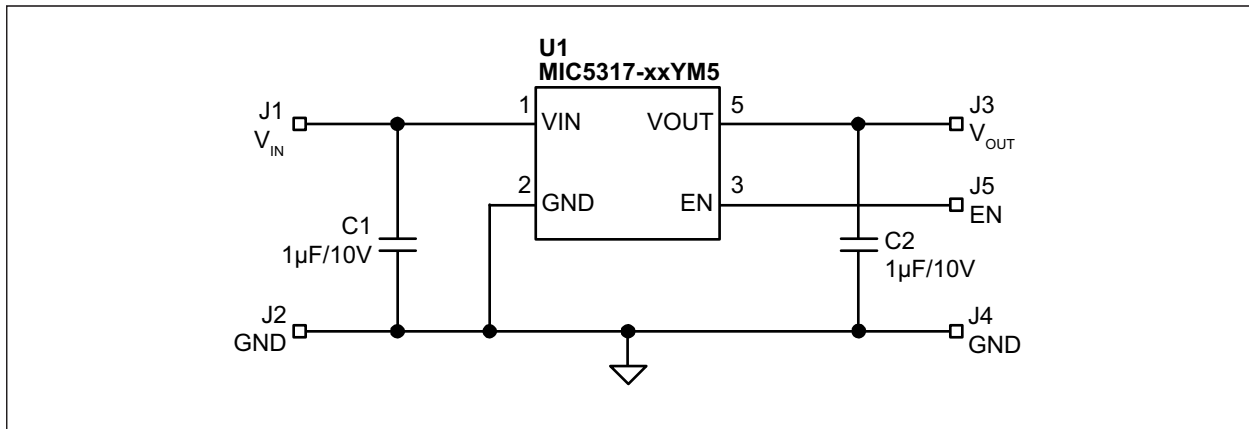 U1
MIC5317-xxYM5
J1
VIN
1
VIN
VOUT
5
J3
VOUT
2
GND
EN
3
J5
EN
C1
1µF/10V
C2
1µF/10V
J2
GND
J4
GND